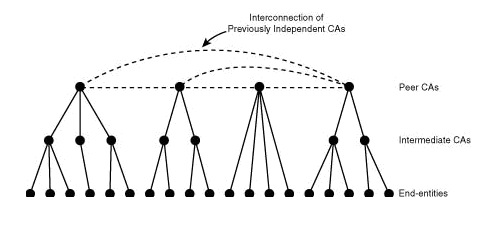 Interconnection of
Previously Independent CAs
Peer CAs
Intermediate CAs
End-entities